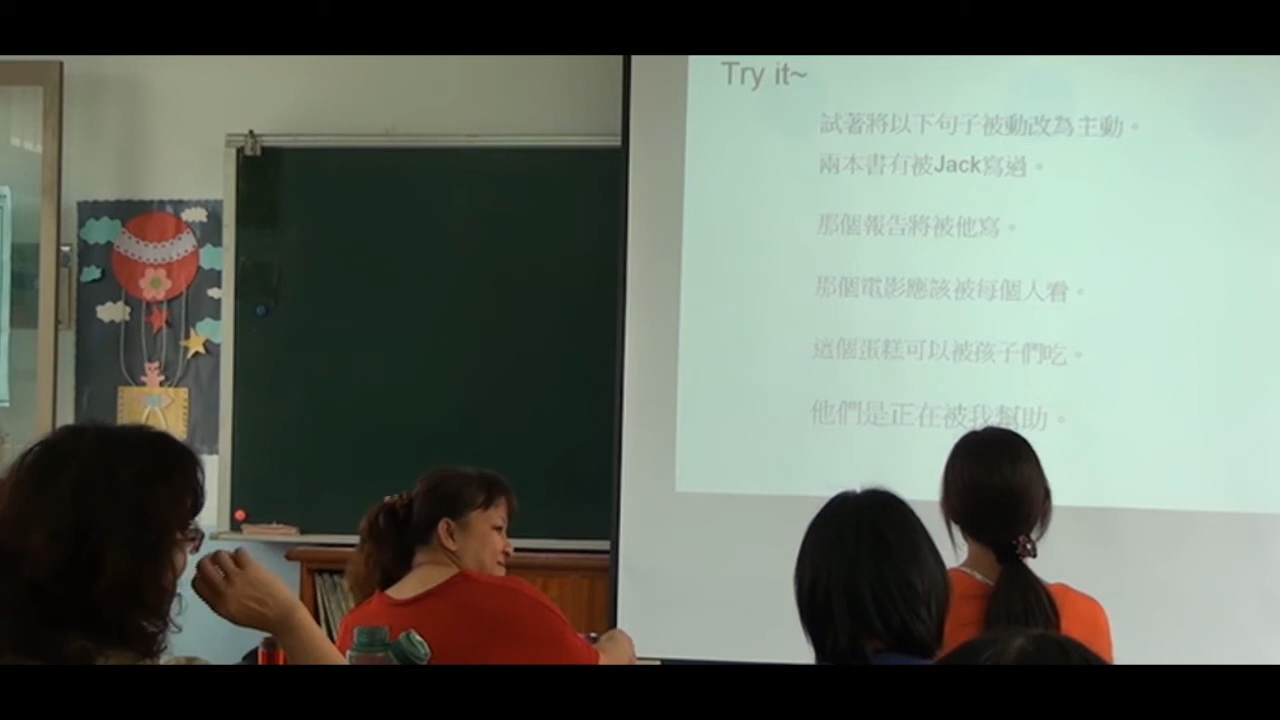 Try it~
試著將以下句子被動改為主動。
兩本書有被Jack寫過。
那個報告將被他寫。
那個電影應該被每個人看。
這個蛋糕可以被孩子們吃。
他們是正在被我幫助。